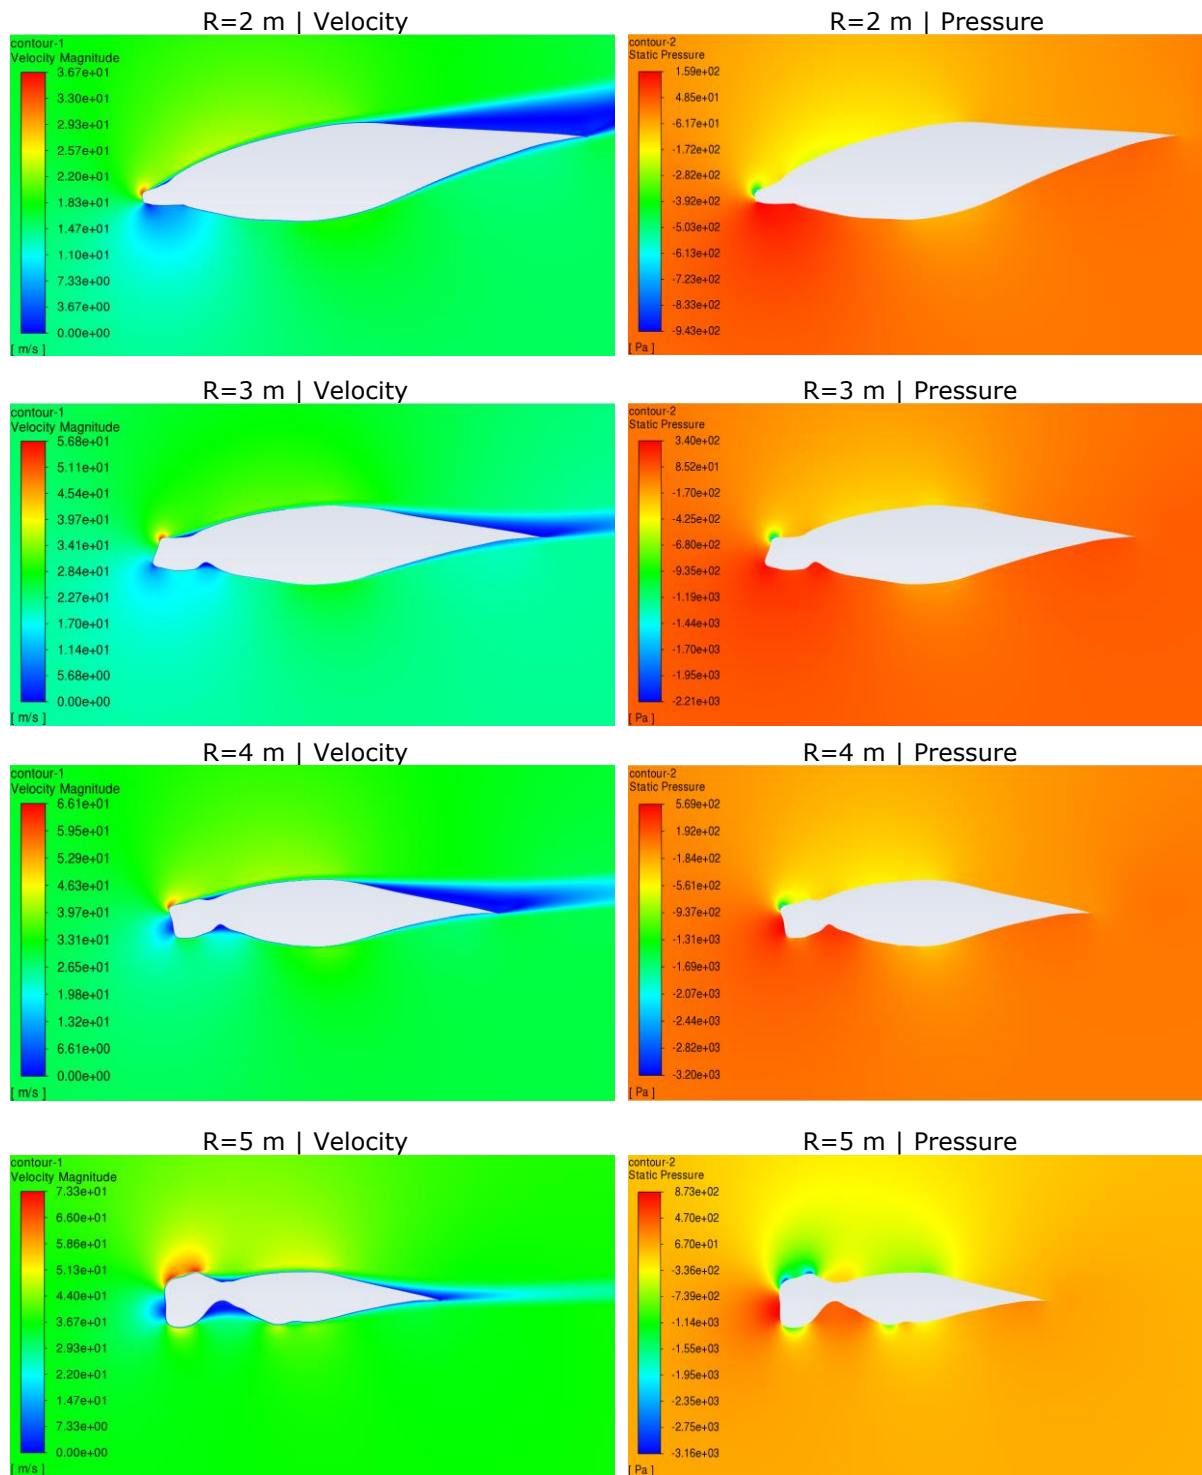 R=2 m | Velocity
contour-1
Velocity Magnitude
3.67e+01
3.30e+01
2.93e+01
2.57e+01
2.20e+01
1.83e+01
1.47e+01
1.10e+01
7.33e+00
3.67e+00
0.00e+00
[ m/s ]
R=2 m | Pressure
contour-2
Static Pressure
1.59e+02
4.85e+01
-6.17e+01
-1.72e+02
-2.82e+02
-3.92e+02
-5.03e+02
-6.13e+02
-7.23e+02
-8.33e+02
-9.43e+02
[ Pa ]
R=3 m | Velocity
contour-1
Velocity Magnitude
5.68e+01
5.11e+01
4.54e+01
3.97e+01
3.41e+01
2.84e+01
2.27e+01
1.70e+01
1.14e+01
5.68e+00
0.00e+00
[ m/s ]
R=3 m | Pressure
contour-2
Static Pressure
3.40e+02
8.52e+01
-1.70e+02
-4.25e+02
-6.80e+02
-9.35e+02
-1.19e+03
-1.44e+03
-1.70e+03
-1.95e+03
-2.21e+03
[ Pa ]
R=4 m | Velocity
contour-1
Velocity Magnitude
6.61e+01
5.95e+01
5.29e+01
4.63e+01
3.97e+01
3.31e+01
2.65e+01
1.98e+01
1.32e+01
6.61e+00
0.00e+00
[ m/s ]
R=4 m | Pressure
contour-2
Static Pressure
5.69e+02
1.92e+02
-1.84e+02
-5.61e+02
-9.37e+02
-1.31e+03
-1.69e+03
-2.07e+03
-2.44e+03
-2.82e+03
-3.20e+03
[ Pa ]
R=5 m | Velocity
contour-1
Velocity Magnitude
7.33e+01
6.60e+01
5.86e+01
5.13e+01
4.40e+01
3.67e+01
2.93e+01
2.20e+01
1.47e+01
7.33e+00
0.00e+00
[ m/s ]
R=5 m | Pressure
contour-2
Static Pressure
8.73e+02
4.70e+02
6.70e+01
-3.36e+02
-7.39e+02
-1.14e+03
-1.55e+03
-1.95e+03
-2.35e+03
-2.75e+03
-3.16e+03
[ Pa ]